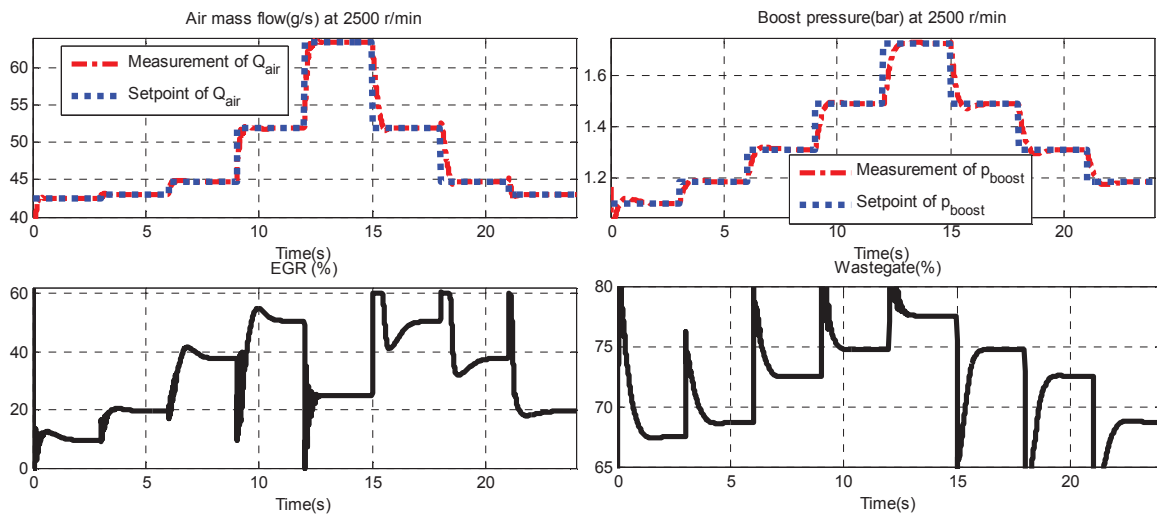 Air mass flow(g/s) at 2500 r/min
60
55
50
45
40
Measurement of Q_air
Setpoint of Q_air
0 5 10 15 20
Time(s)
Boost pressure(bar) at 2500 r/min
1.6
1.4
1.2
Measurement of p_boost
Setpoint of p_boost
0 5 10 15 20
Time(s)
EGR (%)
60
40
20
0
0 5 10 15 20
Time(s)
Wastegate(%)
80
75
70
65
0 5 10 15 20
Time(s)